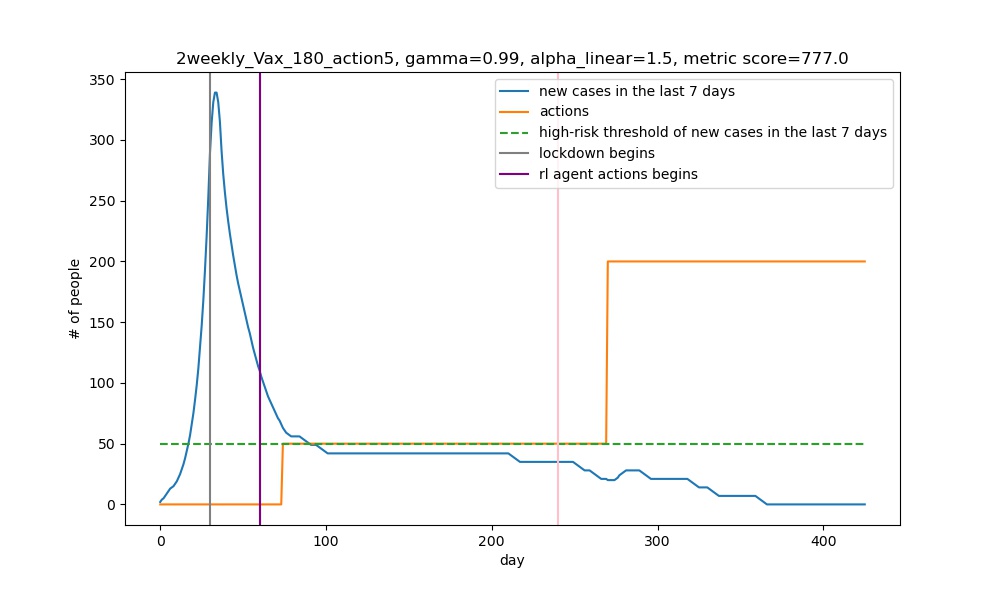 2weekly_Vax_180_action5, gamma=0.99, alpha_linear=1.5, metric score=777.0
new cases in the last 7 days
actions
high-risk threshold of new cases in the last 7 days
lockdown begins
rl agent actions begins
# of people
350
300
250
200
150
100
50
0
0 100 200 300 400
day